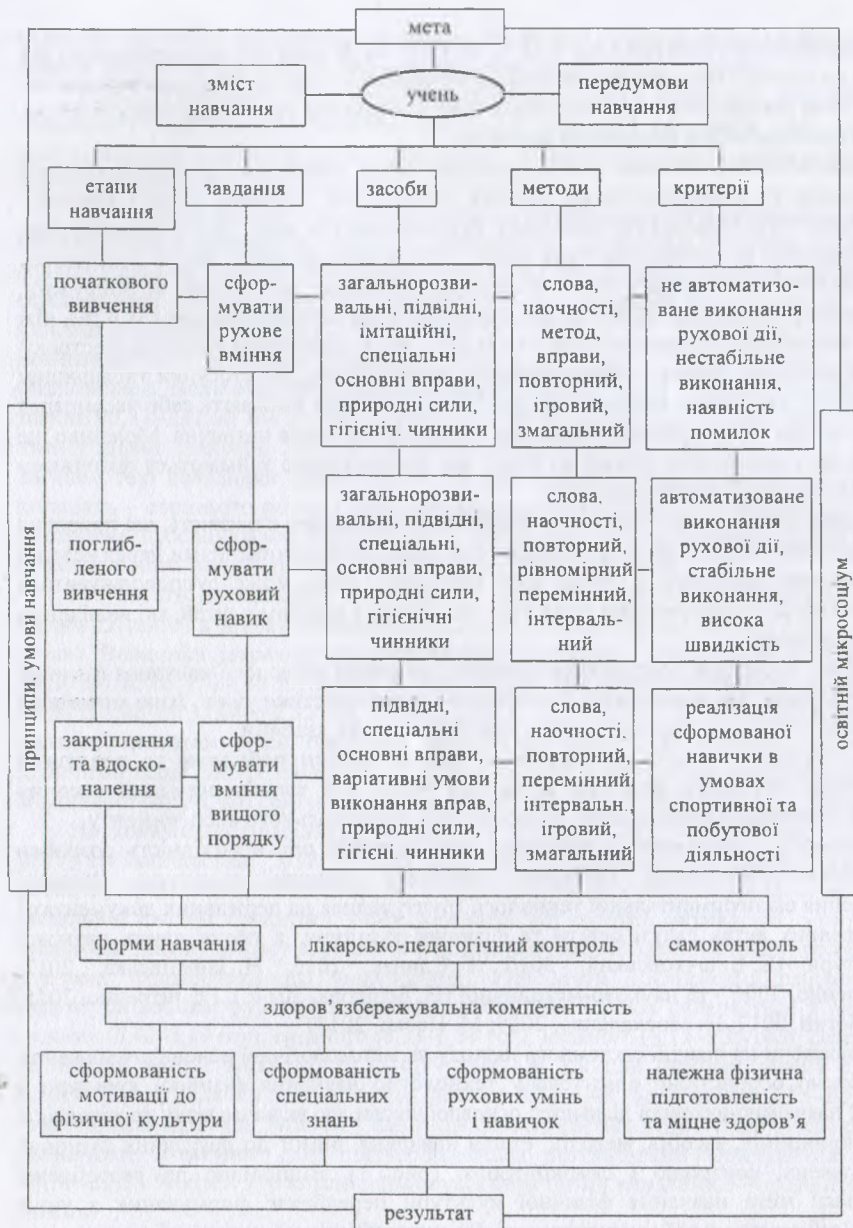 мета
зміст
навчання
учень
передумови
навчання
етапи
навчання
завдання
засоби
методи
критерії
початкового
вивчення
сфор-
мувати
рухове
вміння
загальнорозви-
вальні, підвідні,
імітаційні,
спеціальні
основні вправи,
природні сили,
гігієніч. чинники
слова,
наочності,
метод,
вправи,
повторний,
ігровий,
змагальний
не автоматизо-
ване виконання
рухової дії,
нестабільне
виконання,
наявність
помилок
поглиб-
леного
вивчення
сфор-
мувати
руховий
навик
загальнорозви-
вальні, підвідні,
спеціальні,
основні вправи,
природні сили,
гігієнічні
чинники
слова,
наочності,
повторний,
рівномірний,
перемінний,
інтерваль-
ний
автоматизоване
виконання
рухової дії,
стабільне
виконання,
висока
швидкість
закріплення
та вдоско-
налення
сфор-
мувати
вміння
вищого
порядку
підвідні,
спеціальні
основні вправи,
варіативні умови
виконання вправ,
природні сили,
гігієні. чинники
слова,
наочності,
повторний,
перемінний,
інтервальн.,
ігровий,
змагальний
реалізація
сформованої
навички в
умовах
спортивної та
побутової
діяльності
принципи, умови навчання
освітній мікросоціум
форми навчання
лікарсько-педагогічний контроль
самоконтроль
здоров’язбережувальна компетентність
сформованість
мотивації до
фізичної культури
сформованість
спеціальних
знань
сформованість
рухових умінь
і навичок
належна фізична
підготовленість
та міцне здоров’я
результат